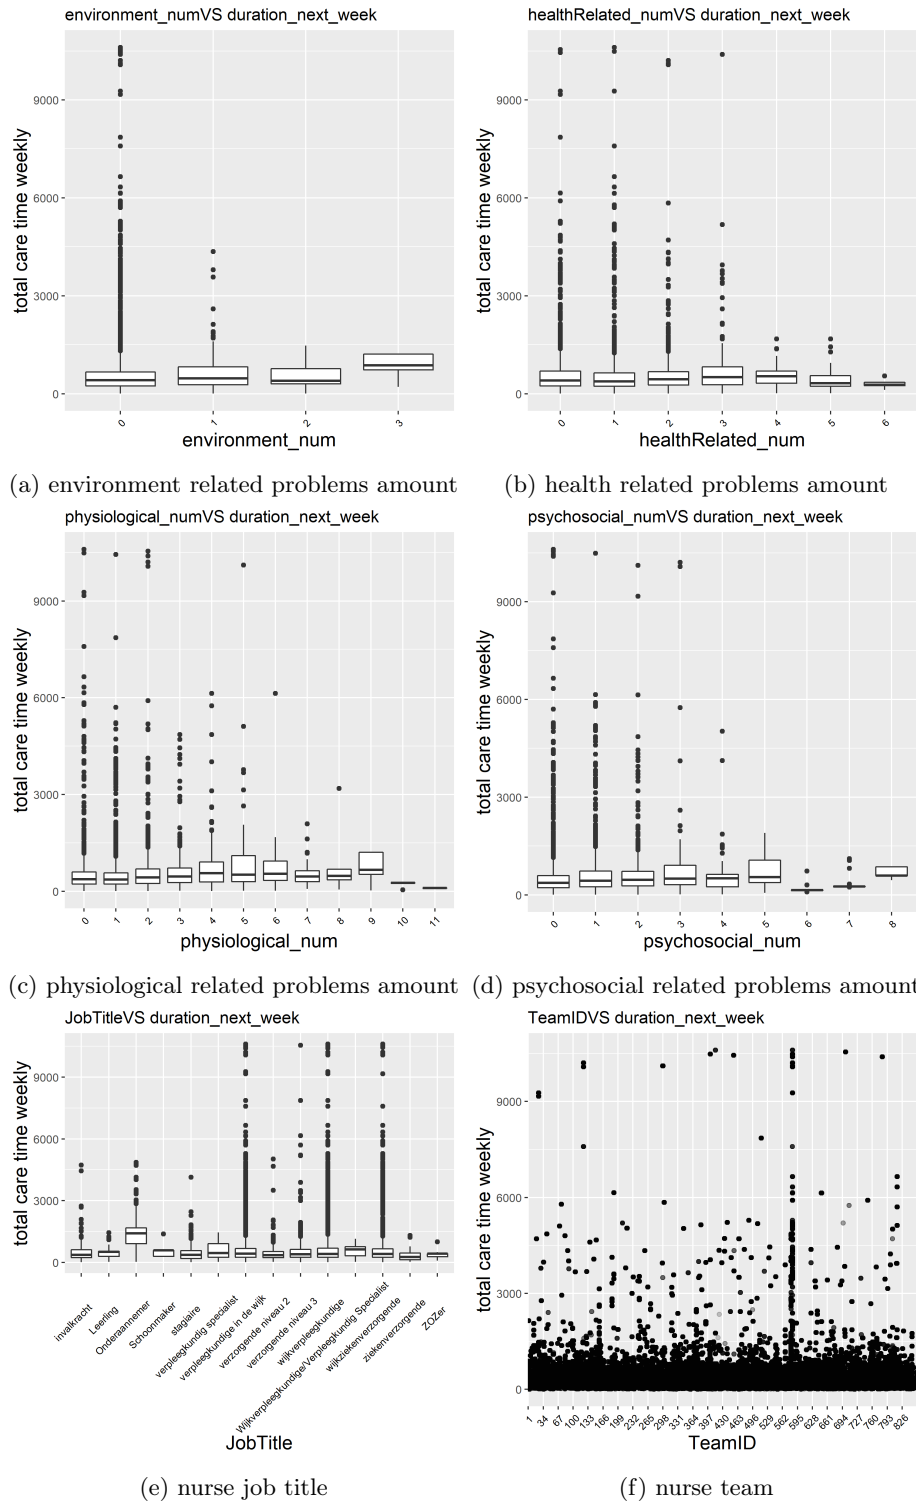 environment_numVS duration_next_week
total care time weekly
9000
6000
3000
0
0 1 2 3
environment_num
(a) environment related problems amount
healthRelated_numVS duration_next_week
total care time weekly
9000
6000
3000
0
0 1 2 3 4 5 6
healthRelated_num
(b) health related problems amount
physiological_numVS duration_next_week
total care time weekly
9000
6000
3000
0
0 1 2 3 4 5 6 7 8 9 10 11
physiological_num
(c) physiological related problems amount
psychosocial_numVS duration_next_week
total care time weekly
9000
6000
3000
0
0 1 2 3 4 5 6 7 8
psychosocial_num
(d) psychosocial related problems amount
JobTitleVS duration_next_week
total care time weekly
9000
6000
3000
0
invalkracht
Leerling
Onderaannemer
Schoonmaker
stagiaire
verpleegkundig specialist
verpleegkundige in de wijk
verzorgende niveau 2
verzorgende niveau 3
wijkverpleegkundige
Wijkverpleegkundige/Verpleegkundig Specialist
wijkziekenverzorgende
ziekenverzorgende
ZOZer
JobTitle
(e) nurse job title
TeamIDVS duration_next_week
total care time weekly
9000
6000
3000
0
1 34 67 100 133 166 199 232 265 298 331 364 397 430 463 496 529 562 595 628 661 694 727 760 793 826
TeamID
(f) nurse team